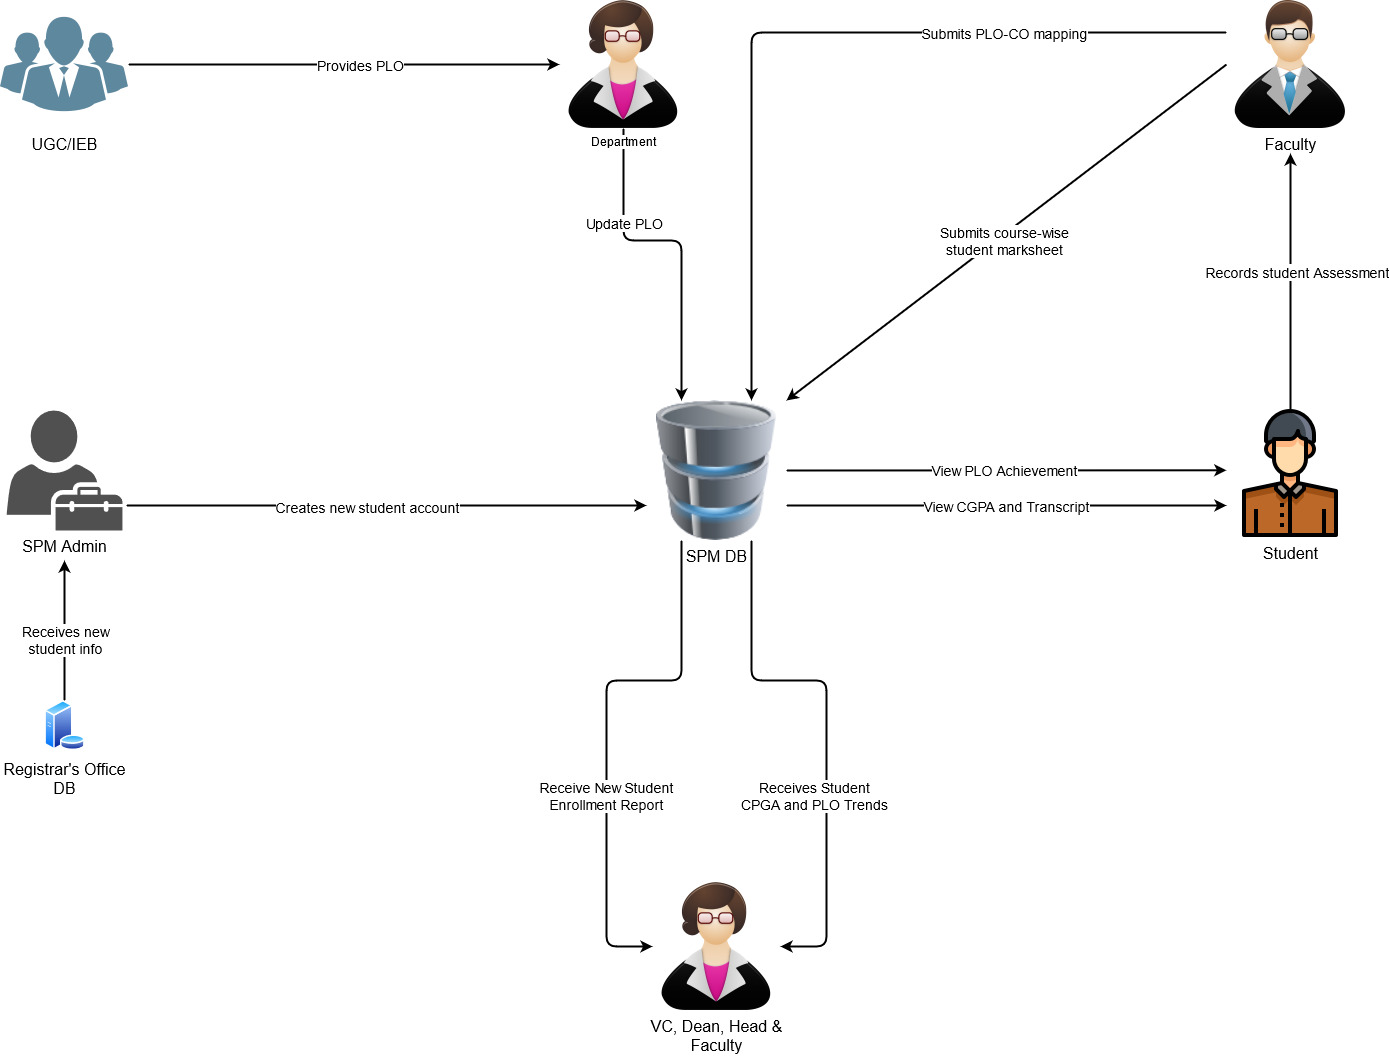 Submits PLO-CO mapping
Provides PLO
UGC/IEB
Department
Faculty
Update PLO
Submits course-wise
student marksheet
Records student Assessment
View PLO Achievement
Creates new student account
View CGPA and Transcript
SPM Admin
SPM DB
Student
Receives new
student info
Registrar's Office
DB
Receive New Student
Enrollment Report
Receives Student
CPGA and PLO Trends
VC, Dean, Head &
Faculty